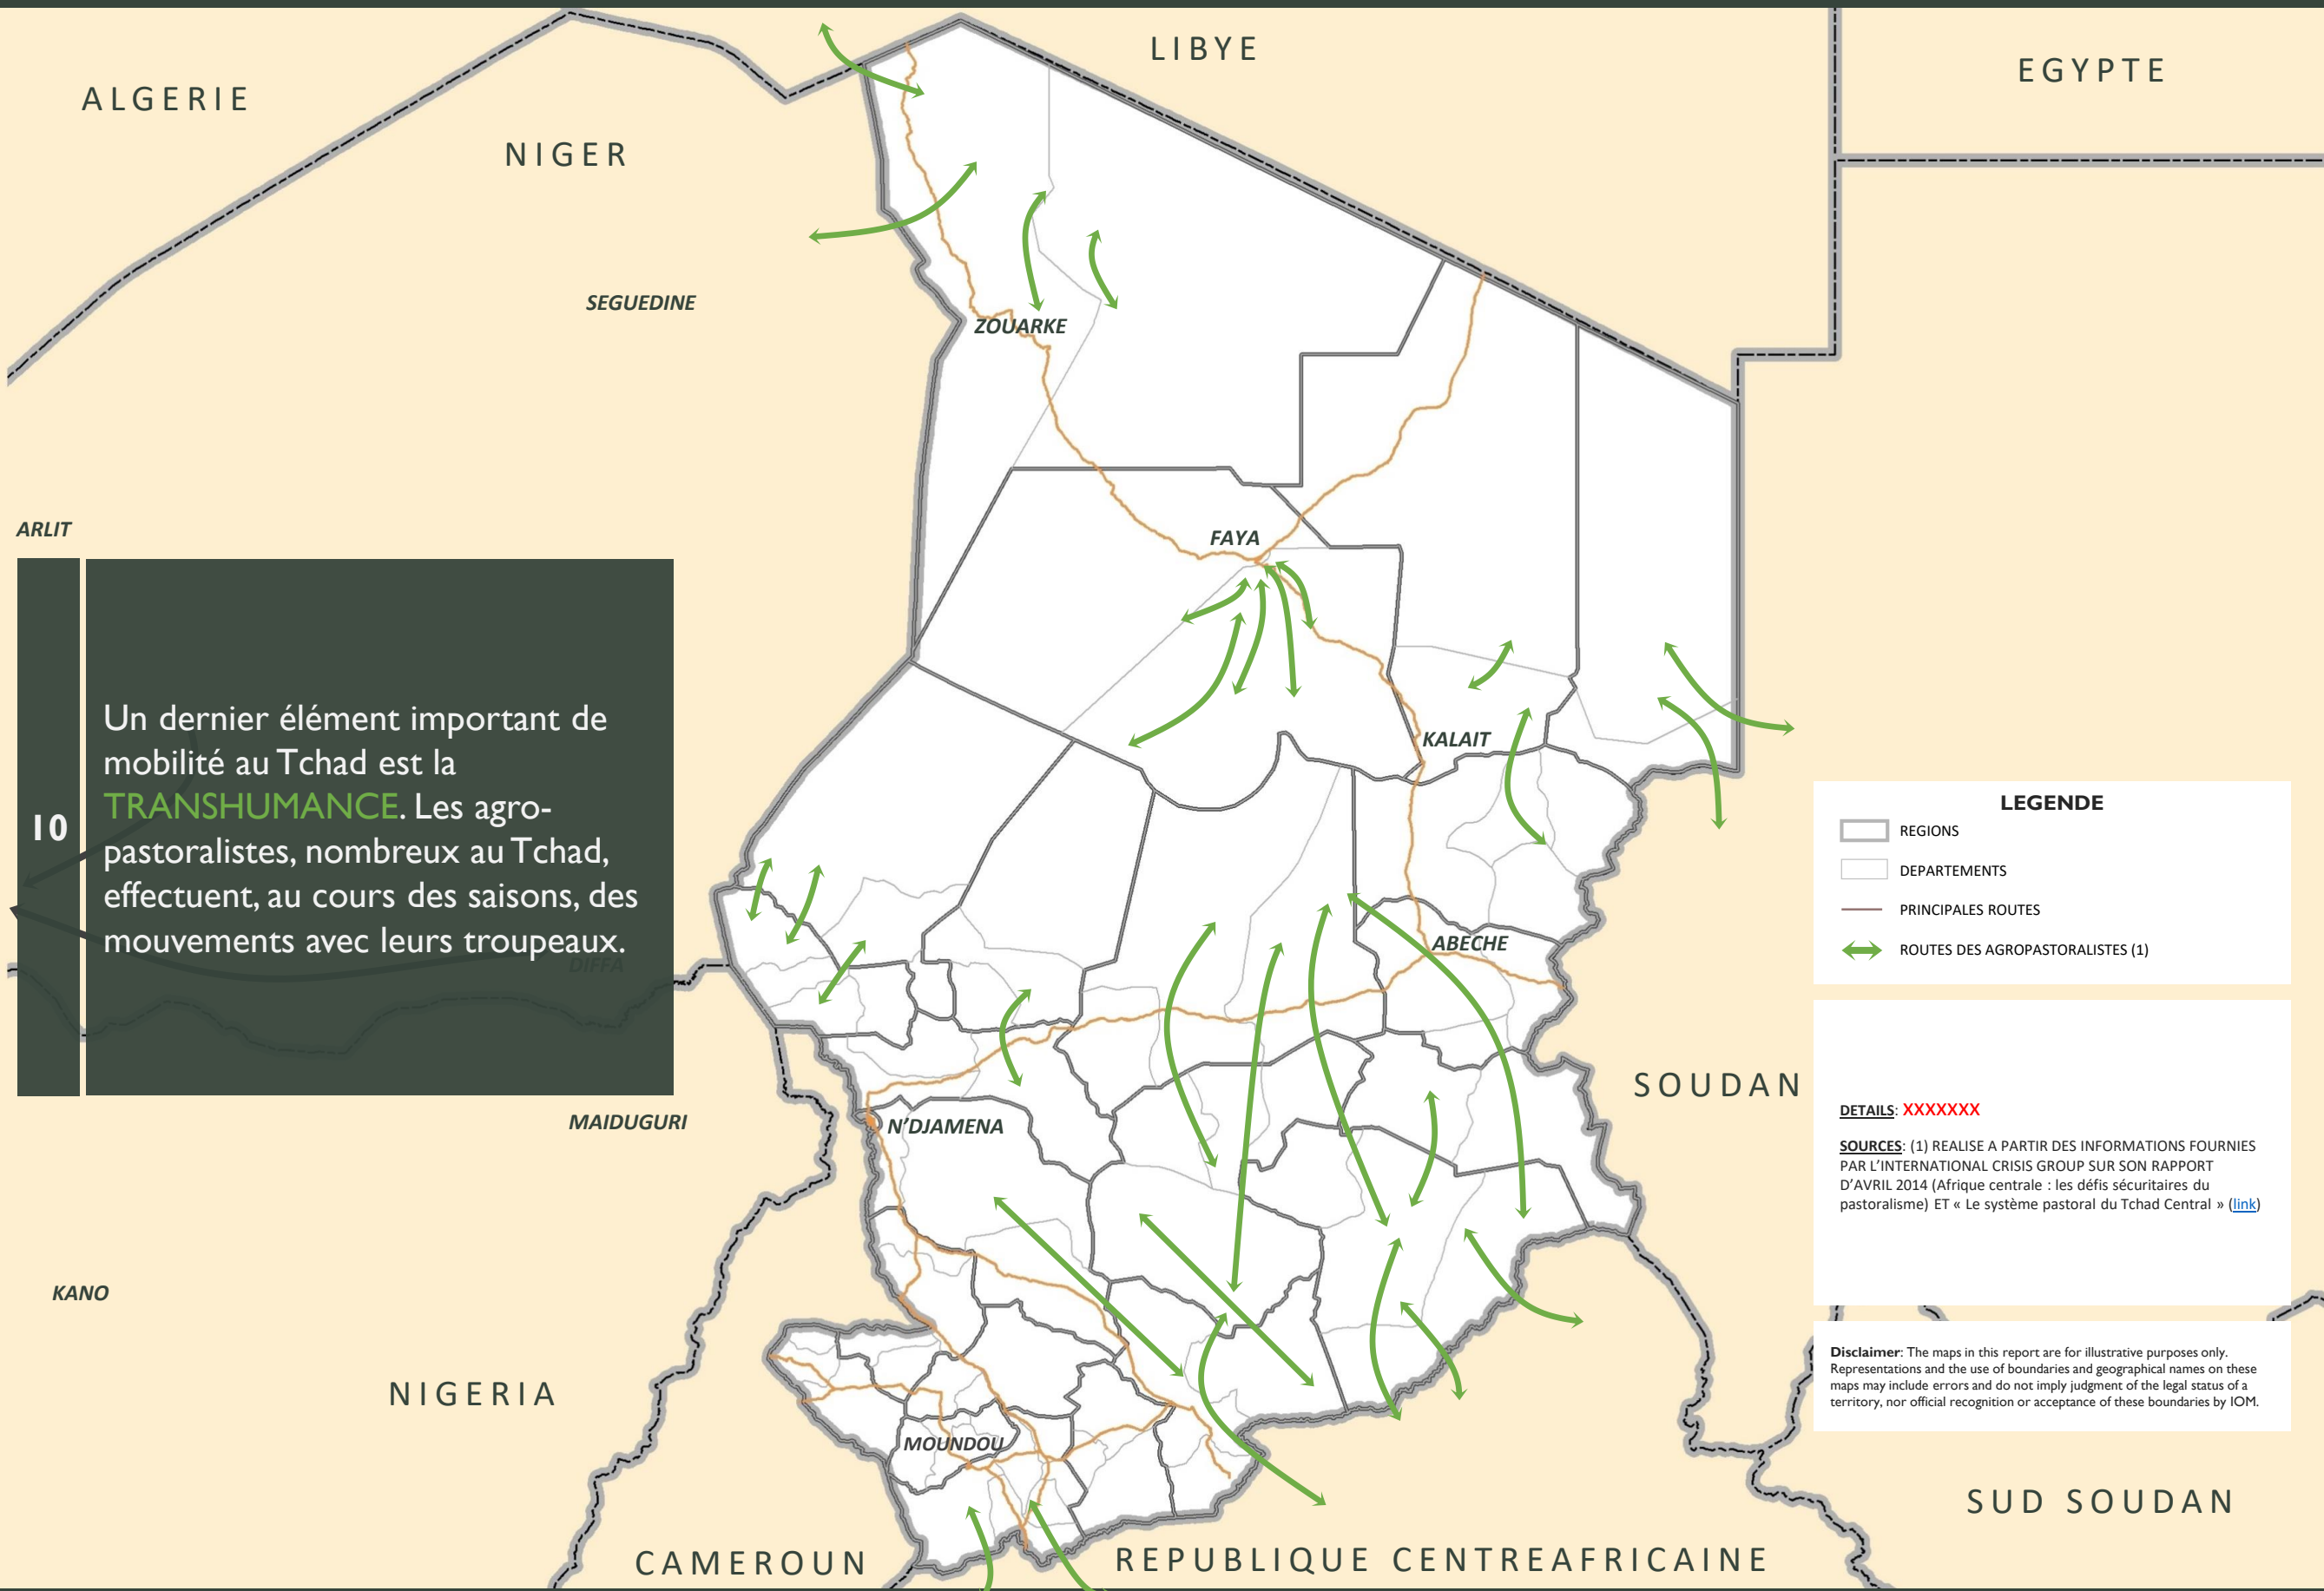 LIBYE
EGYPTE
ALGERIE
NIGER
SEGUEDINE
ZOUARKE
ARLIT
FAYA
10
Un dernier élément important de
mobilité au Tchad est la
TRANSHUMANCE. Les agro-
pastoralistes, nombreux au Tchad,
effectuent, au cours des saisons, des
mouvements avec leurs troupeaux.
DIFFA
KALAIT
ABECHE
LEGENDE
REGIONS
DEPARTEMENTS
PRINCIPALES ROUTES
ROUTES DES AGROPASTORALISTES (1)
SOUDAN
MAIDUGURI
N'DJAMENA
DETAILS: XXXXXXX
SOURCES: (1) REALISE A PARTIR DES INFORMATIONS FOURNIES
PAR L'INTERNATIONAL CRISIS GROUP SUR SON RAPPORT
D'AVRIL 2014 (Afrique centrale : les défis sécuritaires du
pastoralisme) ET « Le système pastoral du Tchad Central » (link)
KANO
NIGERIA
Disclaimer: The maps in this report are for illustrative purposes only.
Representations and the use of boundaries and geographical names on these
maps may include errors and do not imply judgment of the legal status of a
territory, nor official recognition or acceptance of these boundaries by IOM.
MOUNDOU
SUD SOUDAN
CAMEROUN
REPUBLIQUE CENTREAFRICAINE